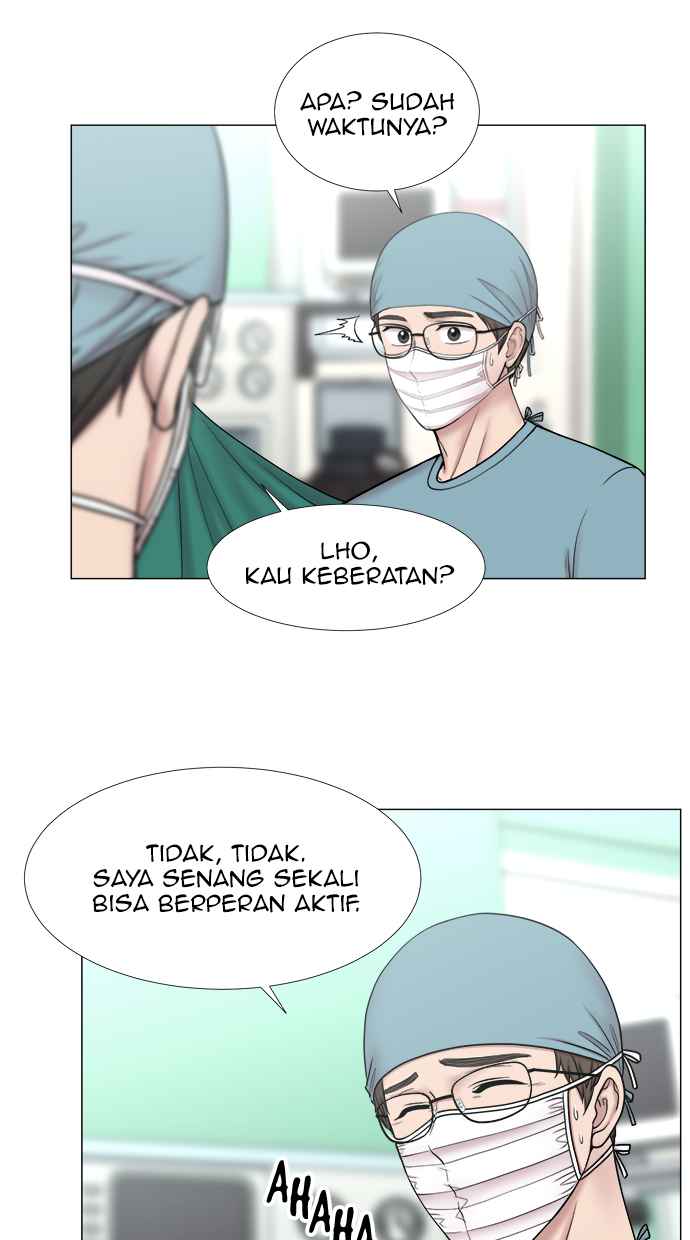 APA? SUDAH
WAKTUNYA?
LHO,
KAU KEBERATAN?
TIDAK, TIDAK.
SAYA SENANG SEKALI
BISA BERPERAN AKTIF.
AHAHA